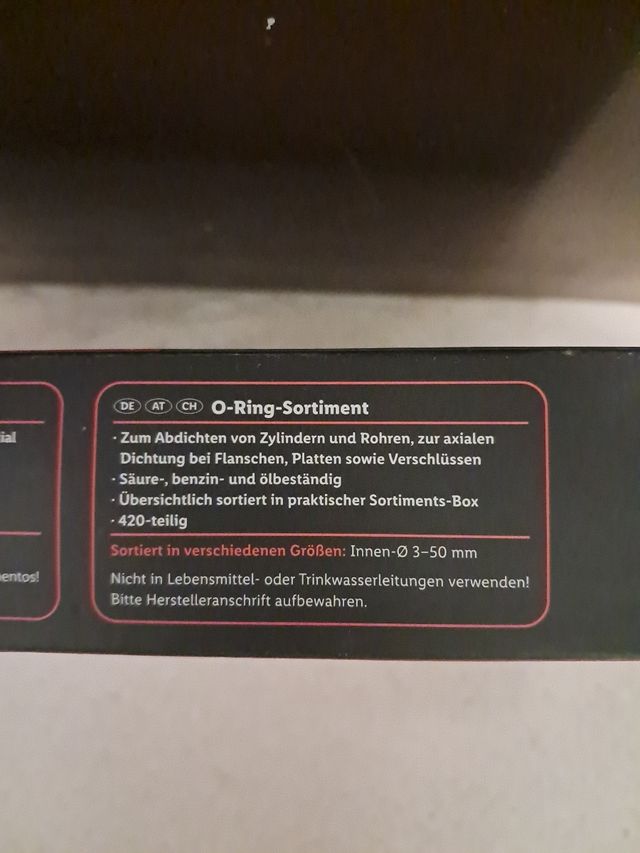 ial
entos!
DE AT CH O-Ring-Sortiment
· Zum Abdichten von Zylindern und Rohren, zur axialen
Dichtung bei Flanschen, Platten sowie Verschlüssen
· Säure-, benzin- und ölbeständig
· Übersichtlich sortiert in praktischer Sortiments-Box
· 420-teilig
Sortiert in verschiedenen Größen: Innen-Ø 3–50 mm
Nicht in Lebensmittel- oder Trinkwasserleitungen verwenden!
Bitte Herstelleranschrift aufbewahren.